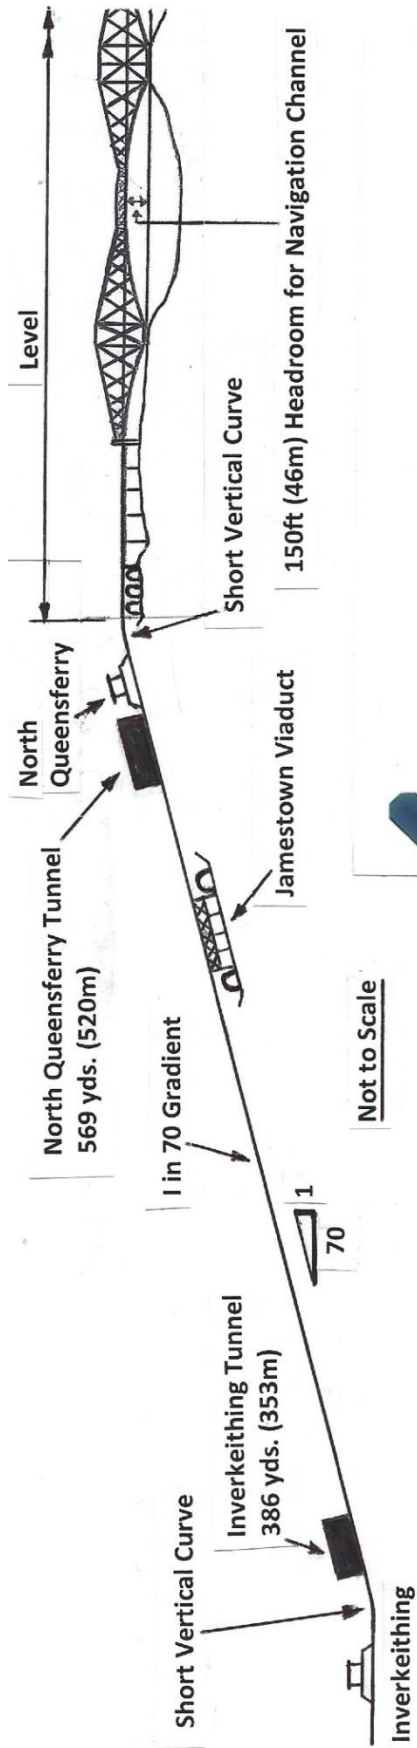 Inverkeithing
Short Vertical Curve
Inverkeithing Tunnel
386 yds. (353m)
70
1
I in 70 Gradient
Not to Scale
North Queensferry Tunnel
569 yds. (520m)
Jamestown Viaduct
North
Queensferry
Short Vertical Curve
Level
150ft (46m) Headroom for Navigation Channel